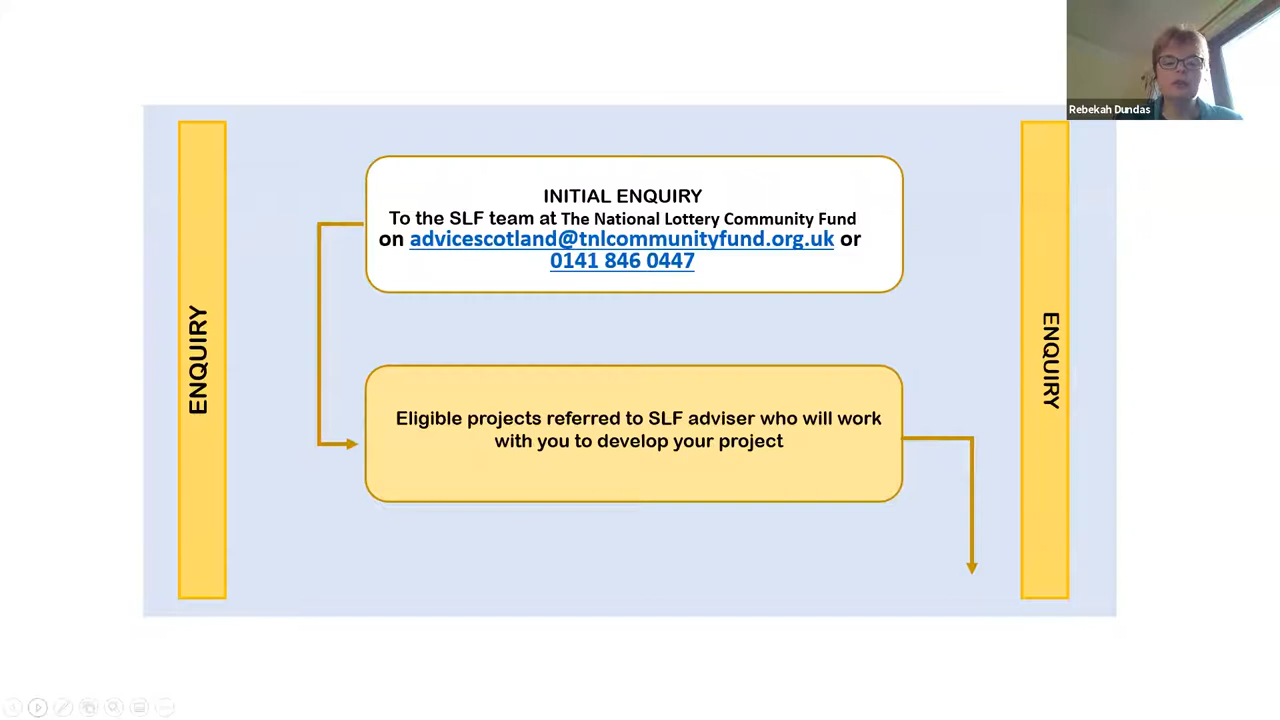 Rebekah Dundas
ENQUIRY
INITIAL ENQUIRY
To the SLF team at The National Lottery Community Fund
on advicescotland@tnlcommunityfund.org.uk or
0141 846 0447
Eligible projects referred to SLF adviser who will work
with you to develop your project
ENQUIRY